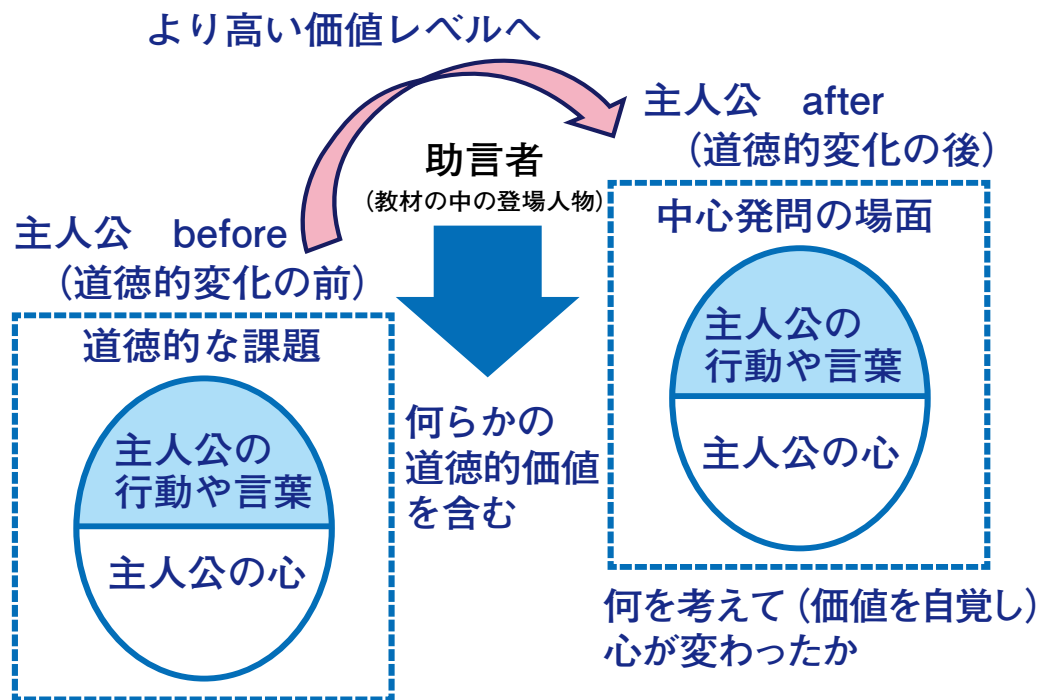 より高い価値レベルへ
主人公　before
(道徳的変化の前)
道徳的な課題
主人公の
行動や言葉
主人公の心
助言者
(教材の中の登場人物)
何らかの
道徳的価値
を含む
主人公　after
(道徳的変化の後)
中心発問の場面
主人公の
行動や言葉
主人公の心
何を考えて(価値を自覚し)
心が変わったか